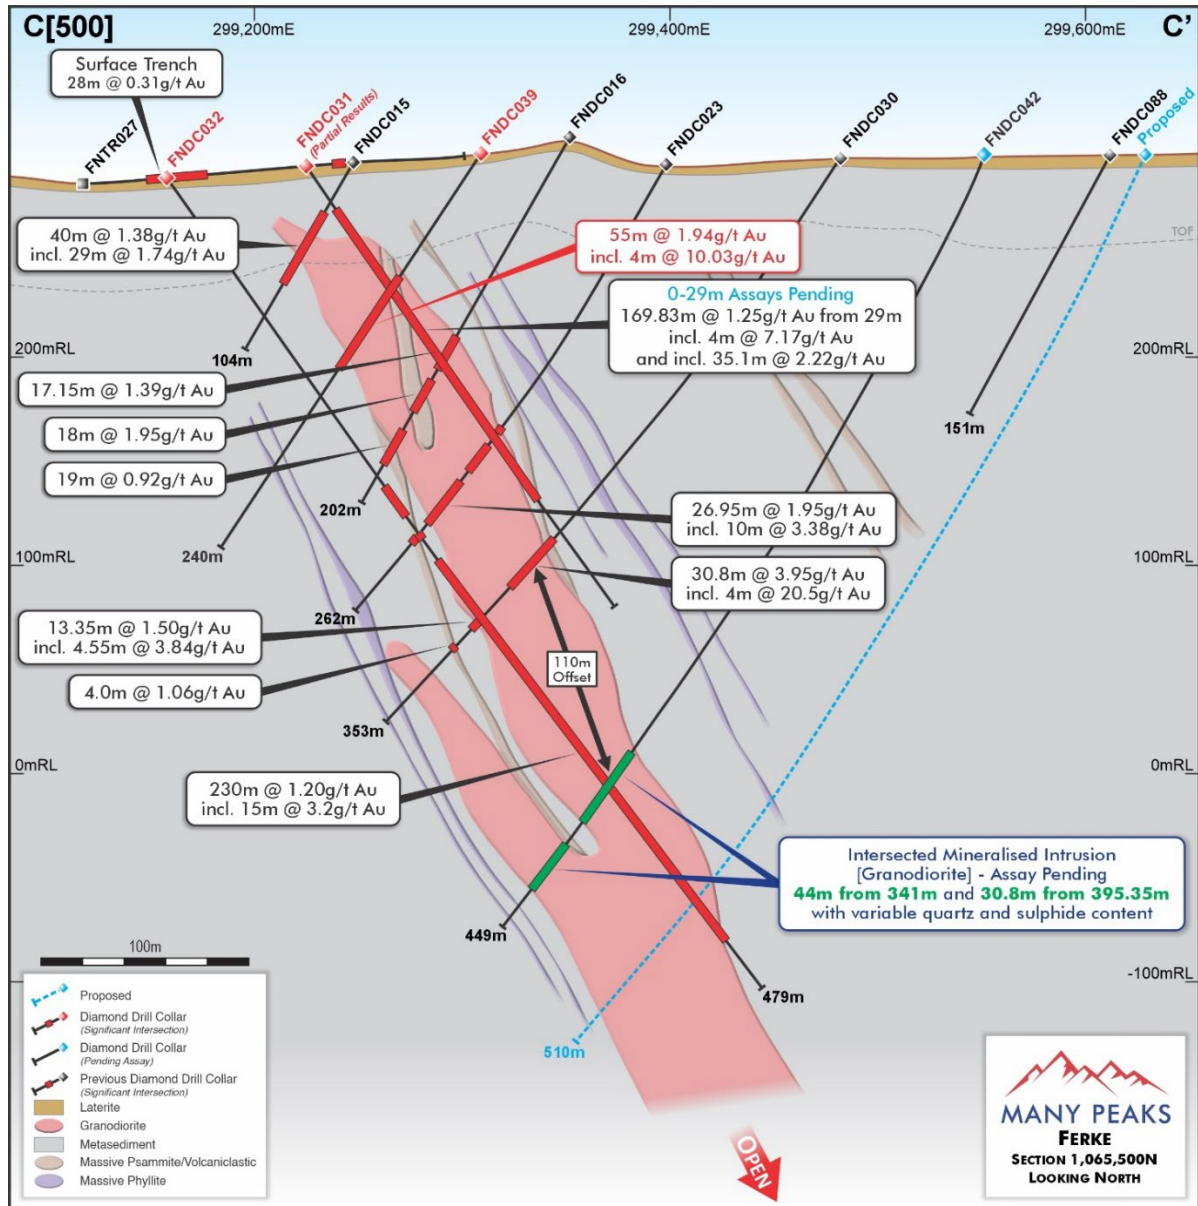 C[500]
299,200mE
299,400mE
299,600mE
C'
Surface Trench
28m @ 0.31g/t Au
FNTR027
FNDC032
FNDC031
(Partial Results)
FNDC015
FNDC039
FNDC016
FNDC023
FNDC030
FNDC042
FNDC088
Proposed
TOF
40m @ 1.38g/t Au
incl. 29m @ 1.74g/t Au
55m @ 1.94g/t Au
incl. 4m @ 10.03g/t Au
0-29m Assays Pending
169.83m @ 1.25g/t Au from 29m
incl. 4m @ 7.17g/t Au
and incl. 35.1m @ 2.22g/t Au
200mRL
104m
200mRL
17.15m @ 1.39g/t Au
18m @ 1.95g/t Au
151m
19m @ 0.92g/t Au
202m
26.95m @ 1.95g/t Au
incl. 10m @ 3.38g/t Au
240m
100mRL
100mRL
30.8m @ 3.95g/t Au
incl. 4m @ 20.5g/t Au
262m
13.35m @ 1.50g/t Au
incl. 4.55m @ 3.84g/t Au
110m
Offset
4.0m @ 1.06g/t Au
353m
0mRL
0mRL
230m @ 1.20g/t Au
incl. 15m @ 3.2g/t Au
Intersected Mineralised Intrusion
[Granodiorite] - Assay Pending
44m from 341m and 30.8m from 395.35m
with variable quartz and sulphide content
449m
100m
-100mRL
479m
510m
Proposed
Diamond Drill Collar
(Significant Intersection)
Diamond Drill Collar
(Pending Assay)
Previous Diamond Drill Collar
(Significant Intersection)
Laterite
Granodiorite
Metasediment
Massive Psammite/Volcaniclastic
Massive Phyllite
OPEN
MANY PEAKS
FERKE
SECTION 1,065,500N
LOOKING NORTH